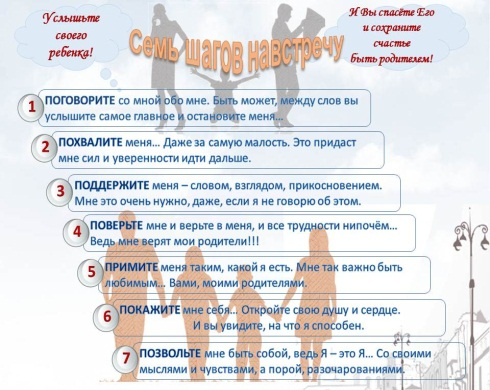 Услышьте
своего
ребенка!
И Вы спасёте Его
и сохраните
счастье
быть родителем!
Семь шагов навстречу
1 ПОГОВОРИТЕ со мной обо мне. Быть может, между слов вы
услышите самое главное и остановите меня…
2 ПОХВАЛИТЕ меня… Даже за самую малость. Это придаст
мне сил и уверенности идти дальше.
3 ПОДДЕРЖИТЕ меня – словом, взглядом, прикосновением.
Мне это очень нужно, даже, если я не говорю об этом.
4 ПОВЕРЬТЕ мне и верьте в меня, и все трудности нипочём…
Ведь мне верят мои родители!!!
5 ПРИМИТЕ меня таким, какой я есть. Мне так важно быть
любимым… Вами, моими родителями.
6 ПОКАЖИТЕ мне себя… Откройте свою душу и сердце.
И вы увидите, на что я способен.
7 ПОЗВОЛЬТЕ мне быть собой, ведь Я – это Я… Со своими
мыслями и чувствами, а порой, разочарованиями.